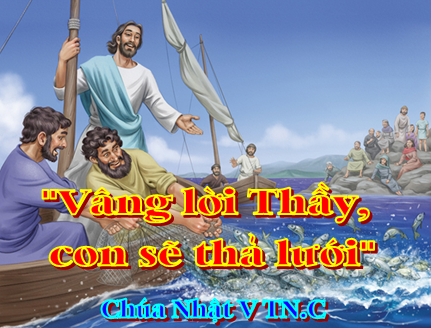 "Vâng lời Thầy,
con sẽ thả lưới"
Chúa Nhật V TN.C